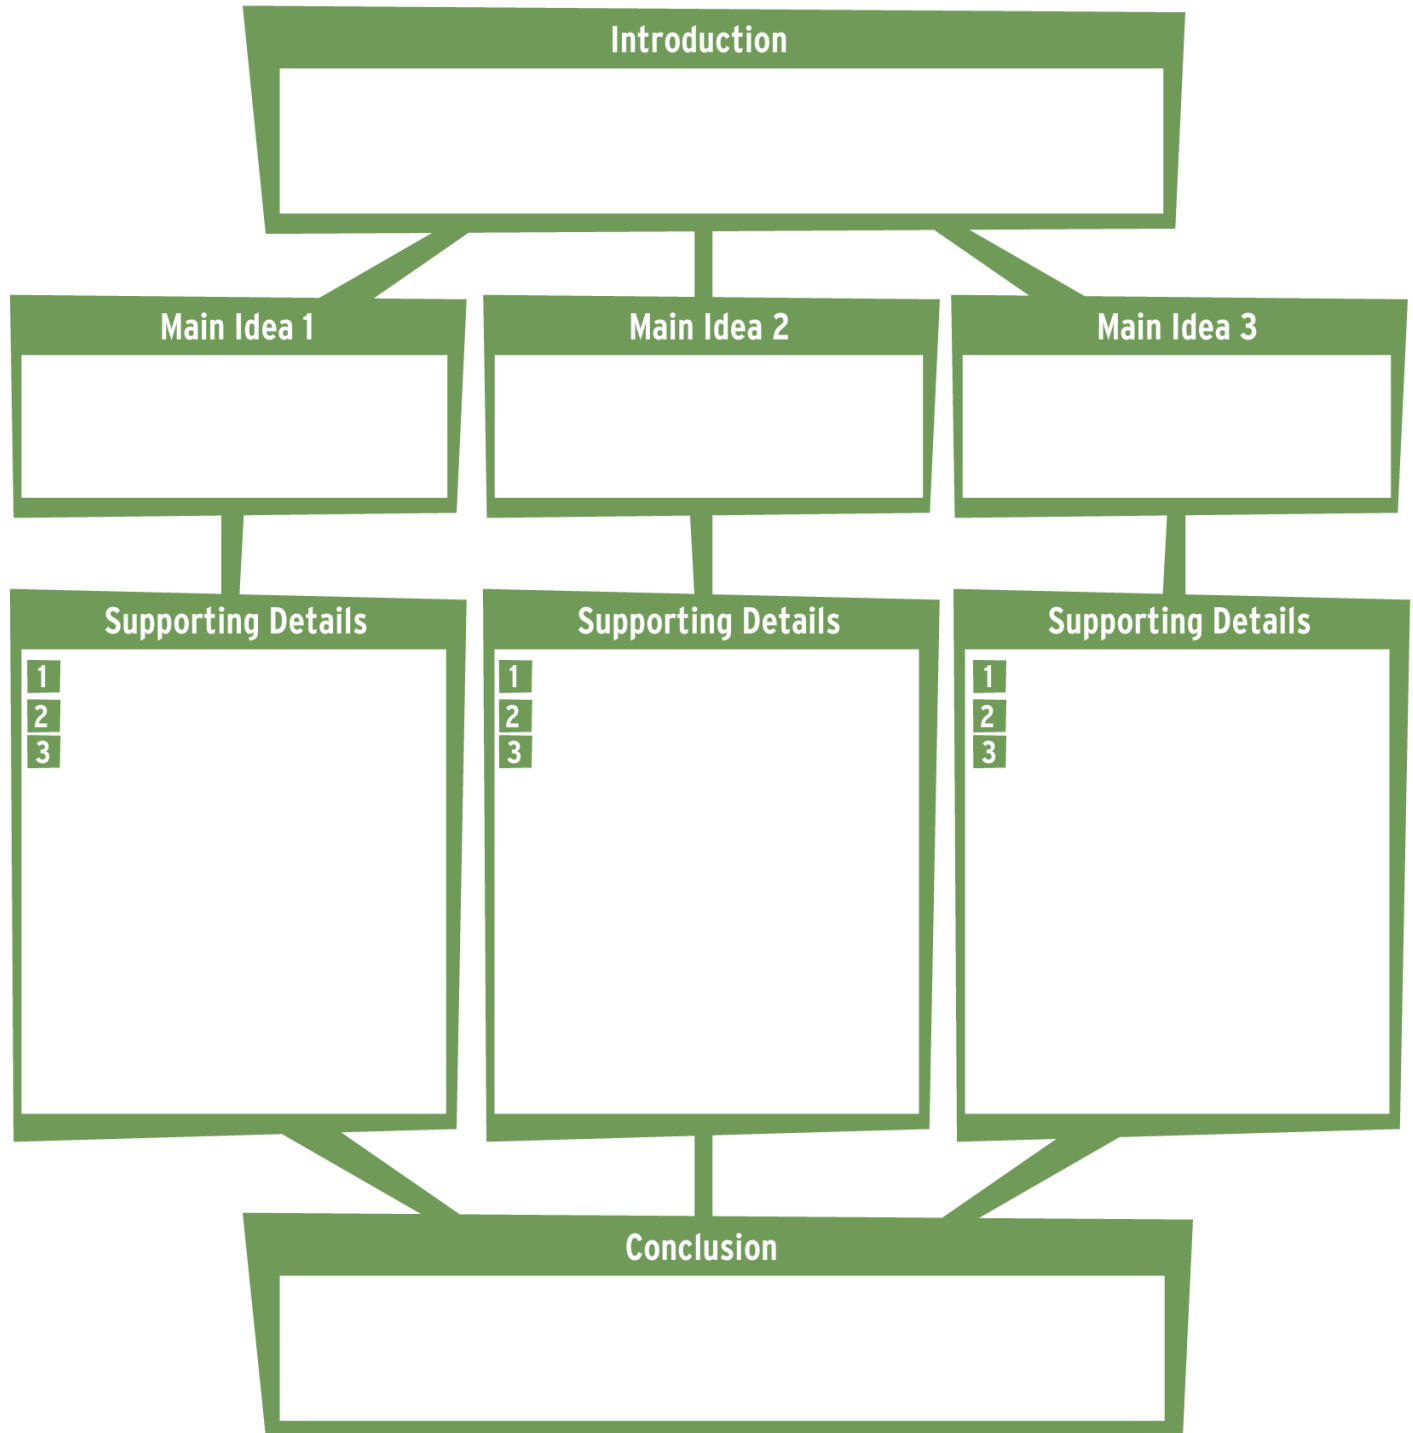 Introduction
Main Idea 1
Main Idea 2
Main Idea 3
Supporting Details
1
2
3
Supporting Details
1
2
3
Supporting Details
1
2
3
Conclusion